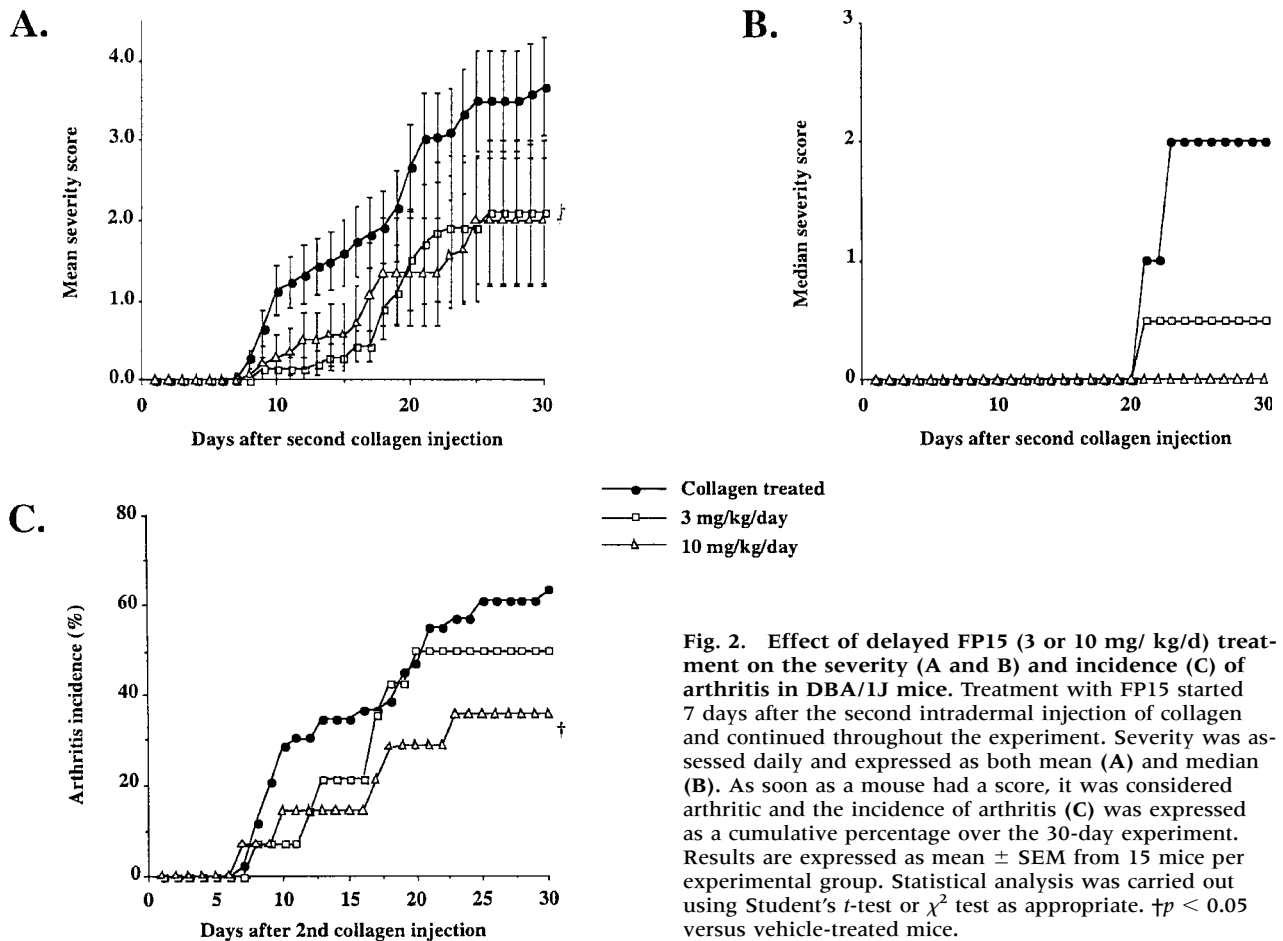 A.
4.0
3.0
2.0
1.0
0.0
Mean severity score
†
0
10
20
30
Days after second collagen injection
B.
3
2
1
0
Median severity score
0
10
20
30
Days after second collagen injection
Collagen treated
3 mg/kg/day
10 mg/kg/day
C.
80
60
40
20
0
Arthritis incidence (%)
†
0
5
10
15
20
25
30
Days after 2nd collagen injection
Fig. 2. Effect of delayed FP15 (3 or 10 mg/ kg/d) treat-
ment on the severity (A and B) and incidence (C) of
arthritis in DBA/1J mice. Treatment with FP15 started
7 days after the second intradermal injection of collagen
and continued throughout the experiment. Severity was as-
sessed daily and expressed as both mean (A) and median
(B). As soon as a mouse had a score, it was considered
arthritic and the incidence of arthritis (C) was expressed
as a cumulative percentage over the 30-day experiment.
Results are expressed as mean ± SEM from 15 mice per
experimental group. Statistical analysis was carried out
using Student's t-test or χ² test as appropriate. †p < 0.05
versus vehicle-treated mice.